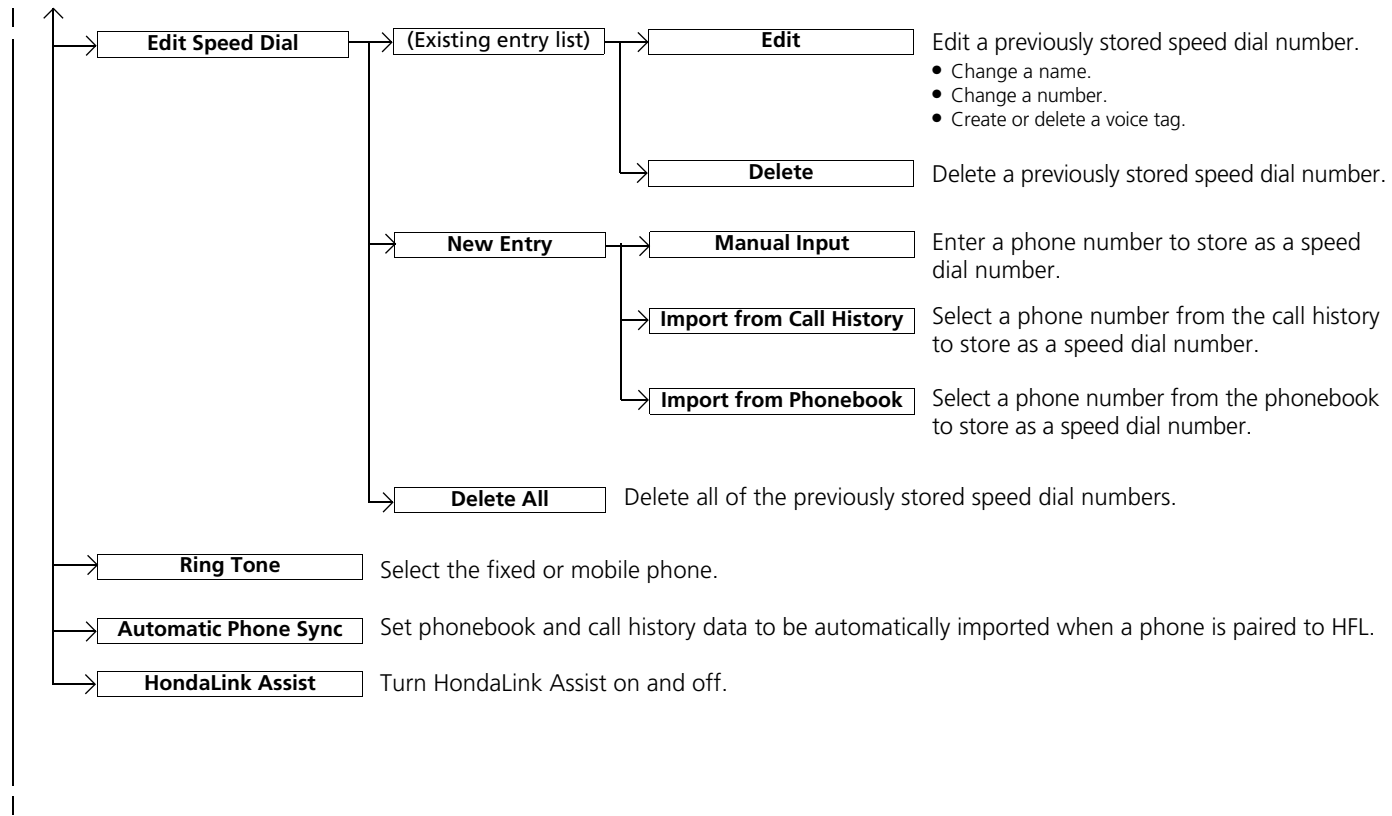 Edit Speed Dial
(Existing entry list)
Edit
Edit a previously stored speed dial number.
• Change a name.
• Change a number.
• Create or delete a voice tag.
Delete
Delete a previously stored speed dial number.
New Entry
Manual Input
Enter a phone number to store as a speed
dial number.
Import from Call History
Select a phone number from the call history
to store as a speed dial number.
Import from Phonebook
Select a phone number from the phonebook
to store as a speed dial number.
Delete All
Delete all of the previously stored speed dial numbers.
Ring Tone
Select the fixed or mobile phone.
Automatic Phone Sync
Set phonebook and call history data to be automatically imported when a phone is paired to HFL.
HondaLink Assist
Turn HondaLink Assist on and off.